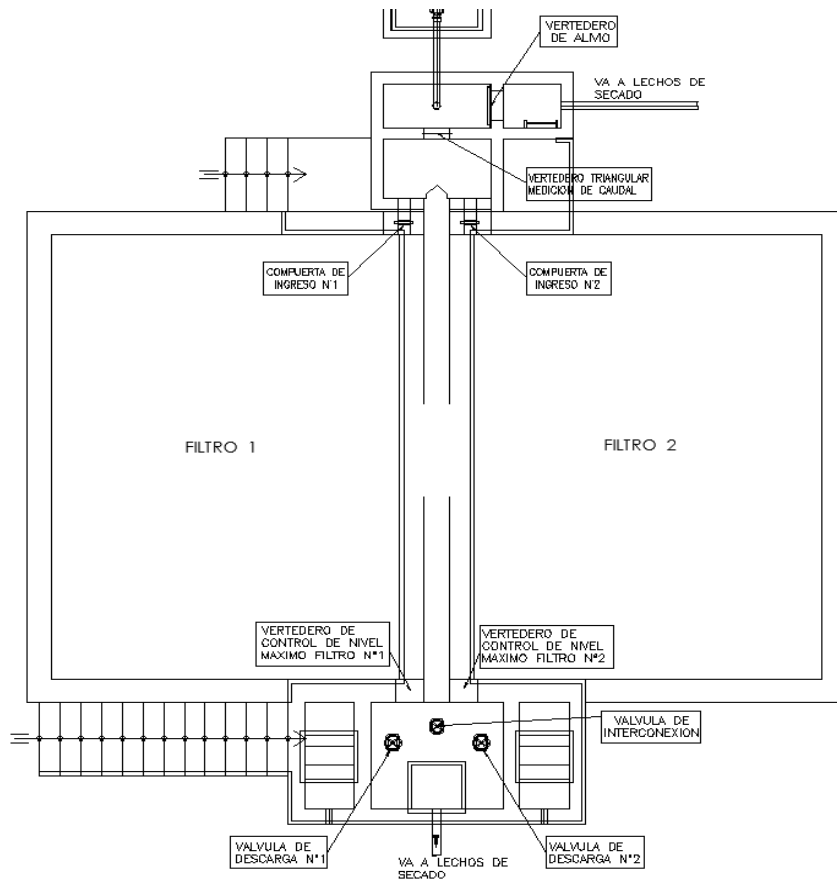 VERTEDERO
DE ALMO
VA A LECHOS DE
SECADO
VERTEDERO TRIANGULAR
MEDICION DE CAUDAL
COMPUERTA DE
INGRESO N°1
COMPUERTA DE
INGRESO N°2
FILTRO 1
FILTRO 2
VERTEDERO DE
CONTROL DE NIVEL
MAXIMO FILTRO N°1
VERTEDERO DE
CONTROL DE NIVEL
MAXIMO FILTRO N°2
VALVULA DE
INTERCONEXION
VALVULA DE
DESCARGA N°1
VA A LECHOS DE
SECADO
VALVULA DE
DESCARGA N°2